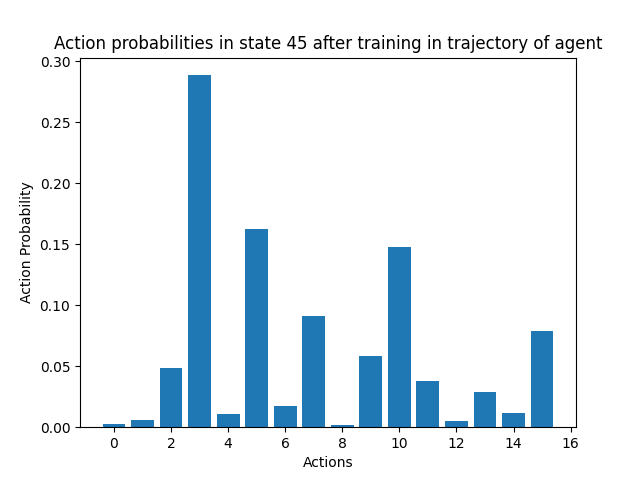 Action probabilities in state 45 after training in trajectory of agent
0.30
0.25
0.20
0.15
0.10
0.05
0.00
Action Probability
0 2 4 6 8 10 12 14 16
Actions